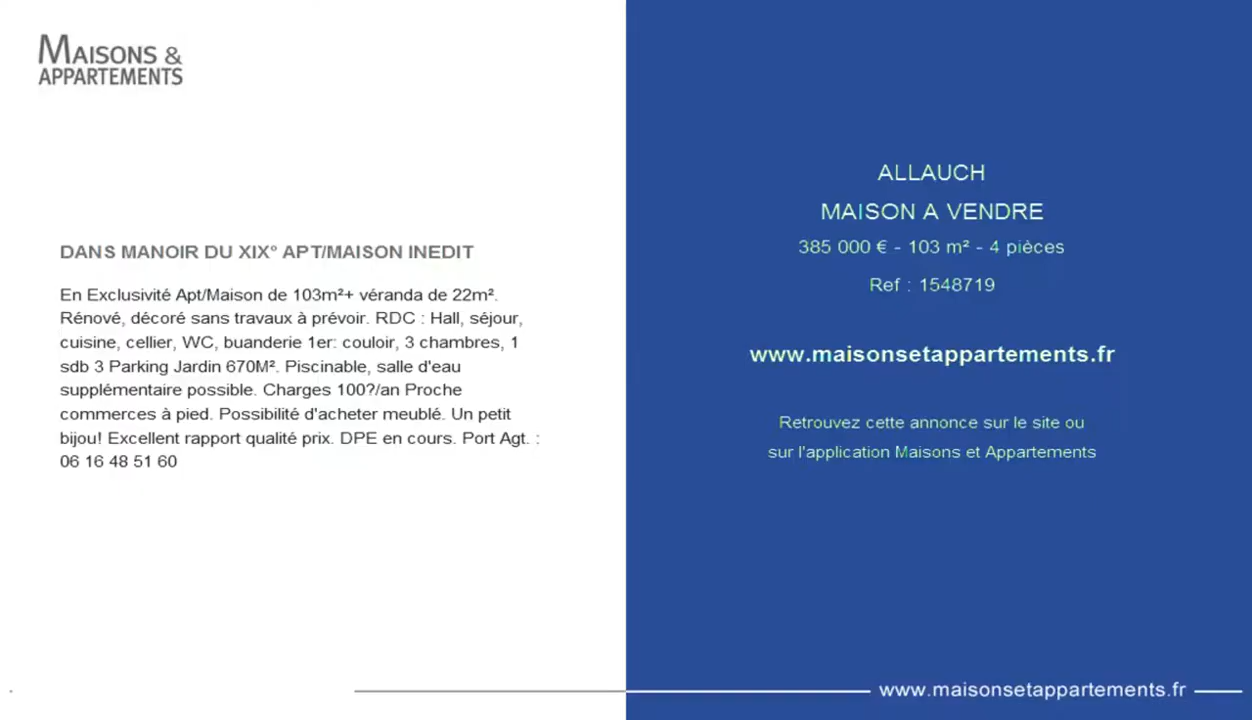 MAISONS &
APPARTEMENTS
DANS MANOIR DU XIX° APT/MAISON INEDIT
En Exclusivité Apt/Maison de 103m²+ véranda de 22m².
Rénové, décoré sans travaux à prévoir. RDC : Hall, séjour,
cuisine, cellier, WC, buanderie 1er: couloir, 3 chambres, 1
sdb 3 Parking Jardin 670M². Piscinable, salle d'eau
supplémentaire possible. Charges 100?/an Proche
commerces à pied. Possibilité d'acheter meublé. Un petit
bijou! Excellent rapport qualité prix. DPE en cours. Port Agt. :
06 16 48 51 60
ALLAUCH
MAISON A VENDRE
385 000 € - 103 m² - 4 pièces
Ref : 1548719
www.maisonsetappartements.fr
Retrouvez cette annonce sur le site ou
sur l'application Maisons et Appartements
www.maisonsetappartements.fr